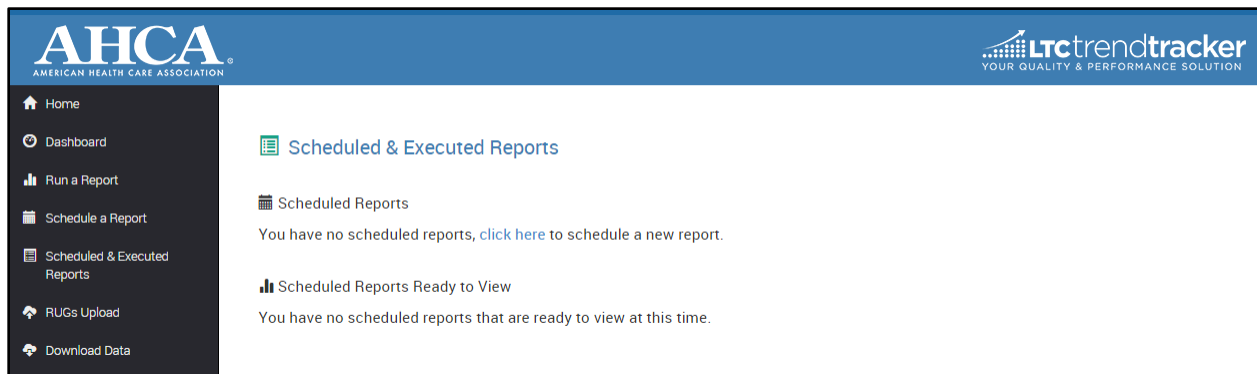 AHCA®
AMERICAN HEALTH CARE ASSOCIATION
LTCtrendtracker
YOUR QUALITY & PERFORMANCE SOLUTION
Home
Dashboard
Run a Report
Schedule a Report
Scheduled & Executed
Reports
RUGs Upload
Download Data
Scheduled & Executed Reports
Scheduled Reports
You have no scheduled reports, click here to schedule a new report.
Scheduled Reports Ready to View
You have no scheduled reports that are ready to view at this time.